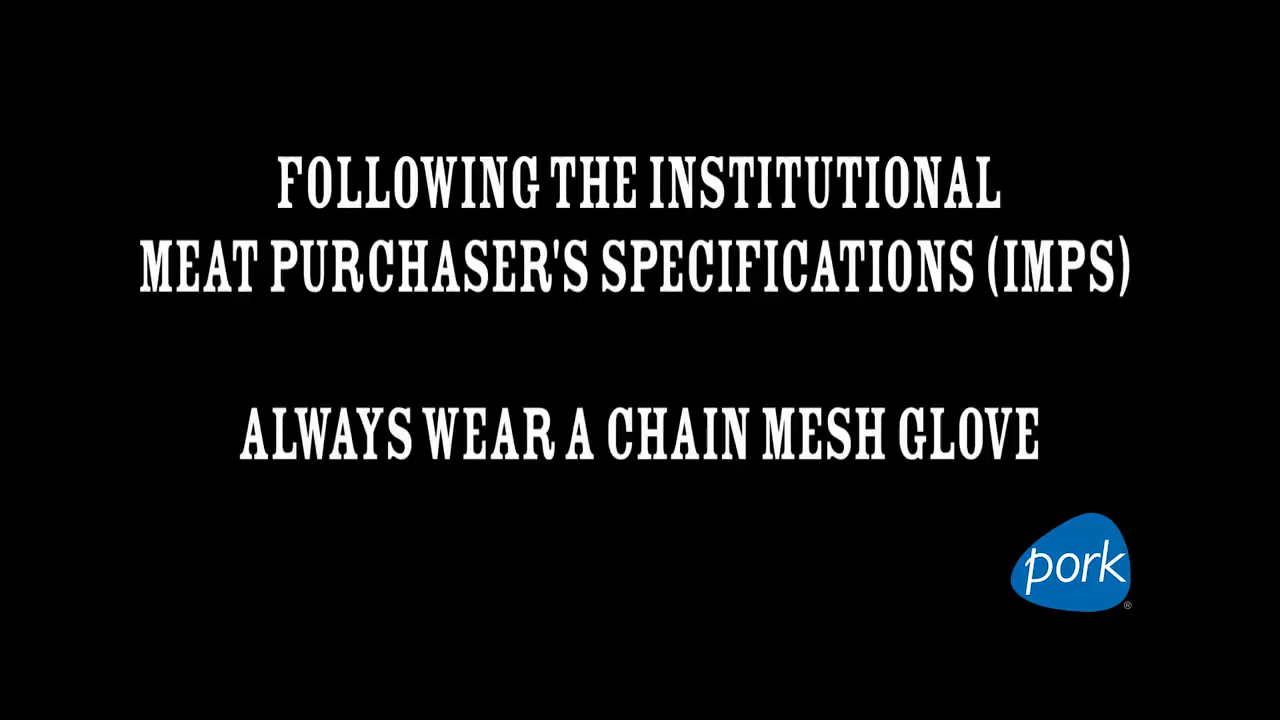 FOLLOWING THE INSTITUTIONAL
MEAT PURCHASER'S SPECIFICATIONS (IMPS)
ALWAYS WEAR A CHAIN MESH GLOVE
pork
®